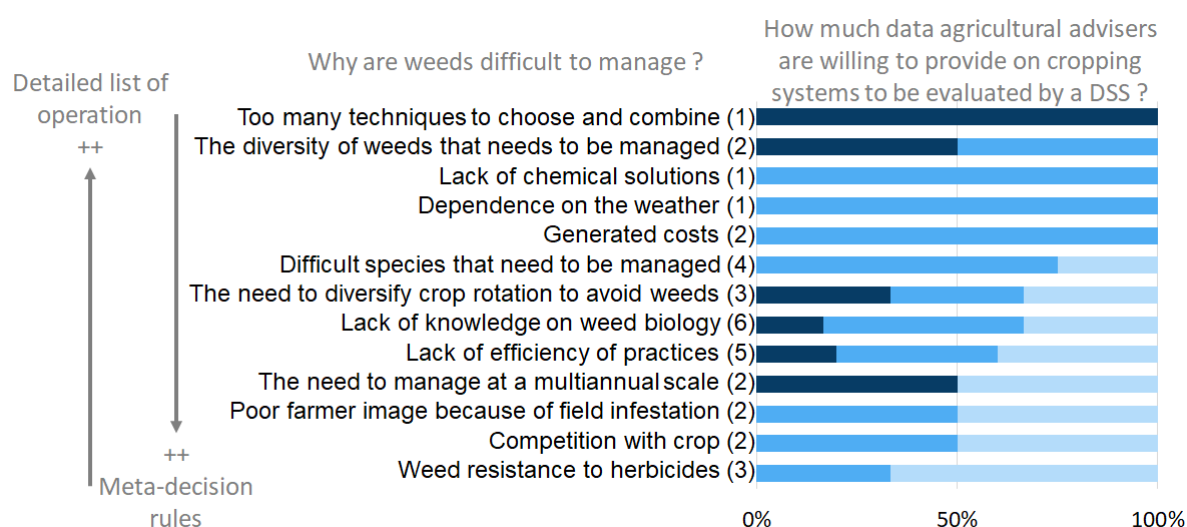 How much data agricultural advisers
are willing to provide on cropping
systems to be evaluated by a DSS ?
Why are weeds difficult to manage ?
Detailed list of
operation
++
Too many techniques to choose and combine (1)
The diversity of weeds that needs to be managed (2)
Lack of chemical solutions (1)
Dependence on the weather (1)
Generated costs (2)
Difficult species that need to be managed (4)
The need to diversify crop rotation to avoid weeds (3)
Lack of knowledge on weed biology (6)
Lack of efficiency of practices (5)
The need to manage at a multiannual scale (2)
Poor farmer image because of field infestation (2)
Competition with crop (2)
Weed resistance to herbicides (3)
++
Meta-decision
rules
0% 50% 100%